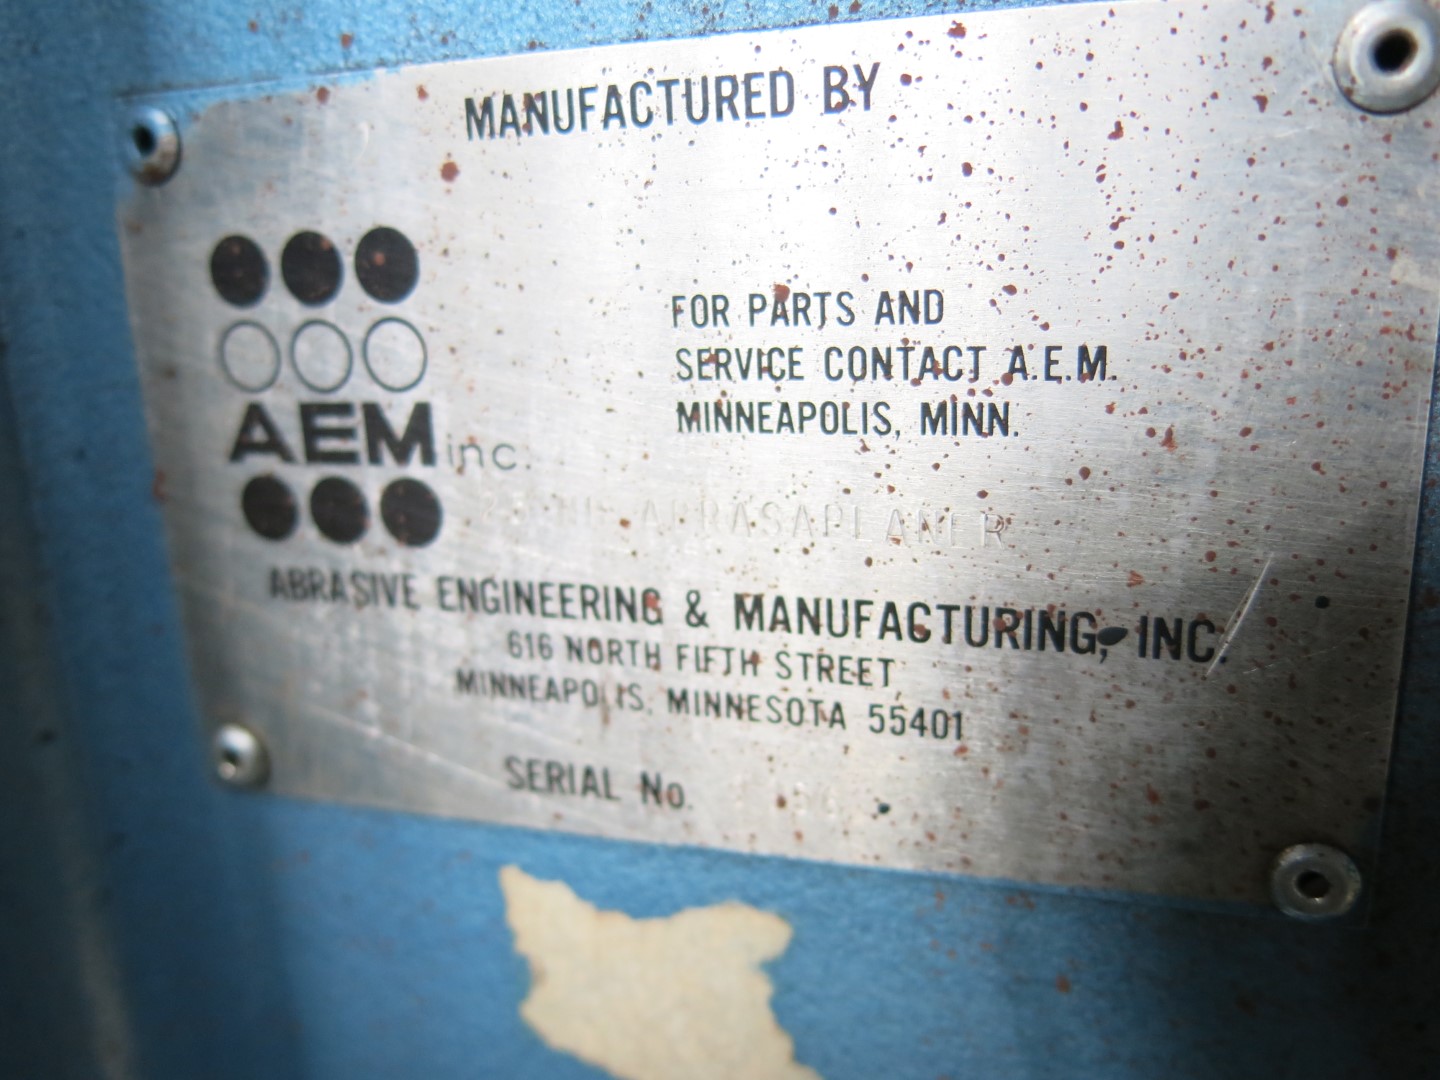 MANUFACTURED BY
FOR PARTS AND
SERVICE CONTACT A.E.M.
MINNEAPOLIS, MINN.
AEM inc.
ABRASAPLANER
ABRASIVE ENGINEERING & MANUFACTURING, INC.
616 NORTH FIFTH STREET
MINNEAPOLIS, MINNESOTA 55401
SERIAL No.